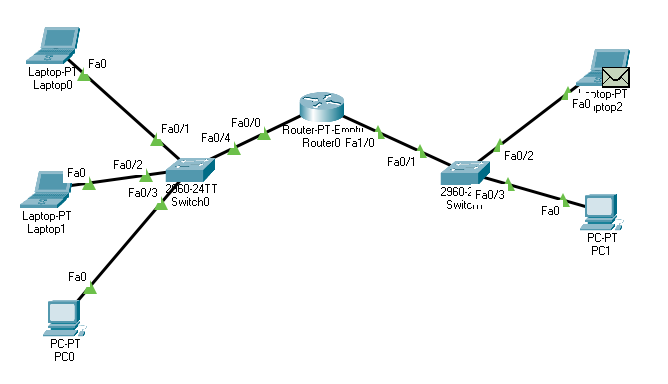 Fa0
Laptop-PT
Laptop0
Fa0/1
Fa0/4
Fa0/0
Router-PT-Empty
Router0
Fa1/0
Fa0/1
Fa0/2
Fa0
Laptop-PT
Laptop2
Fa0
Fa0/2
Fa0/3
Laptop-PT
Laptop1
2960-24TT
Switch0
Fa0/3
Fa0
PC-PT
PC1
Fa0
PC-PT
PC0